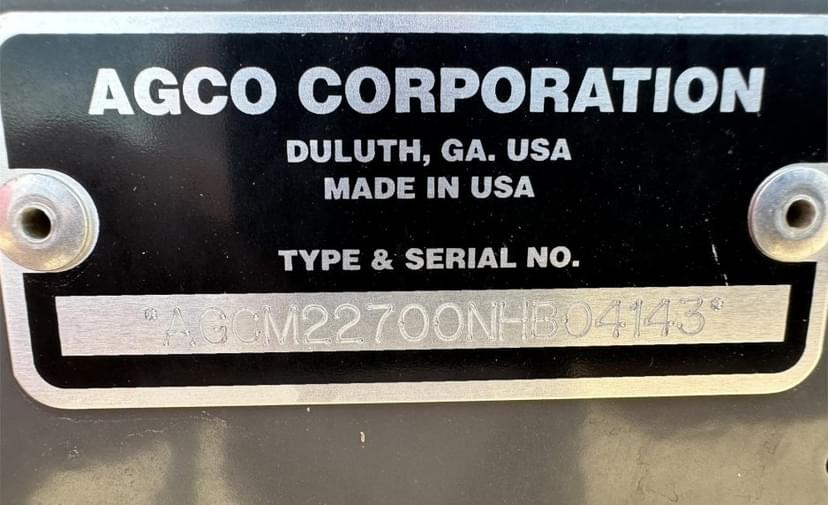 AGCO CORPORATION
DULUTH, GA. USA
MADE IN USA
TYPE & SERIAL NO.
*AGCM22700NHB04143*